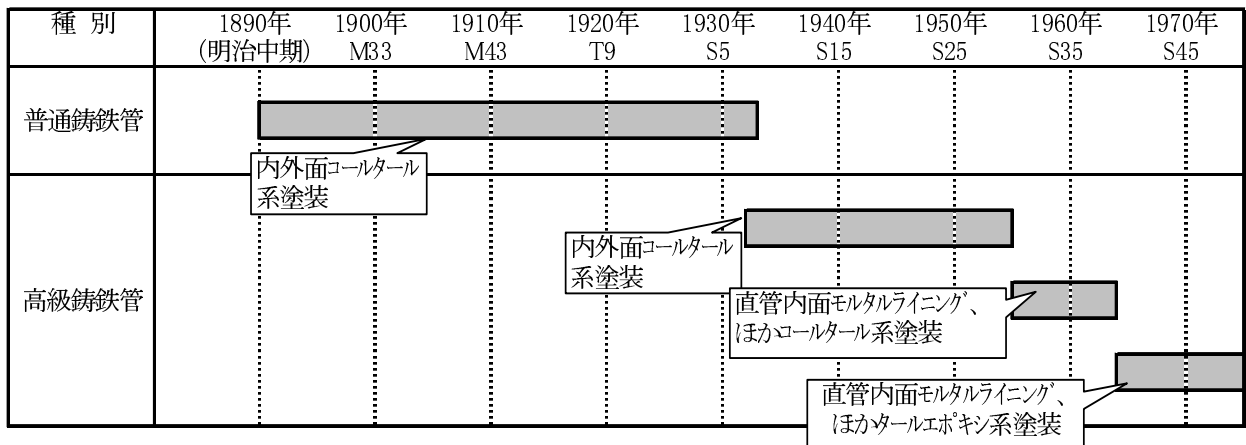 種 別
1890年 1900年 1910年 1920年 1930年 1940年 1950年 1960年 1970年
(明治中期) M33 M43 T9 S5 S15 S25 S35 S45
普通鋳鉄管
内外面コールタール
系塗装
高級鋳鉄管
内外面コールタール
系塗装
直管内面モルタルライニング、
ほかコールタール系塗装
直管内面モルタルライニング、
ほかタールエポキシ系塗装